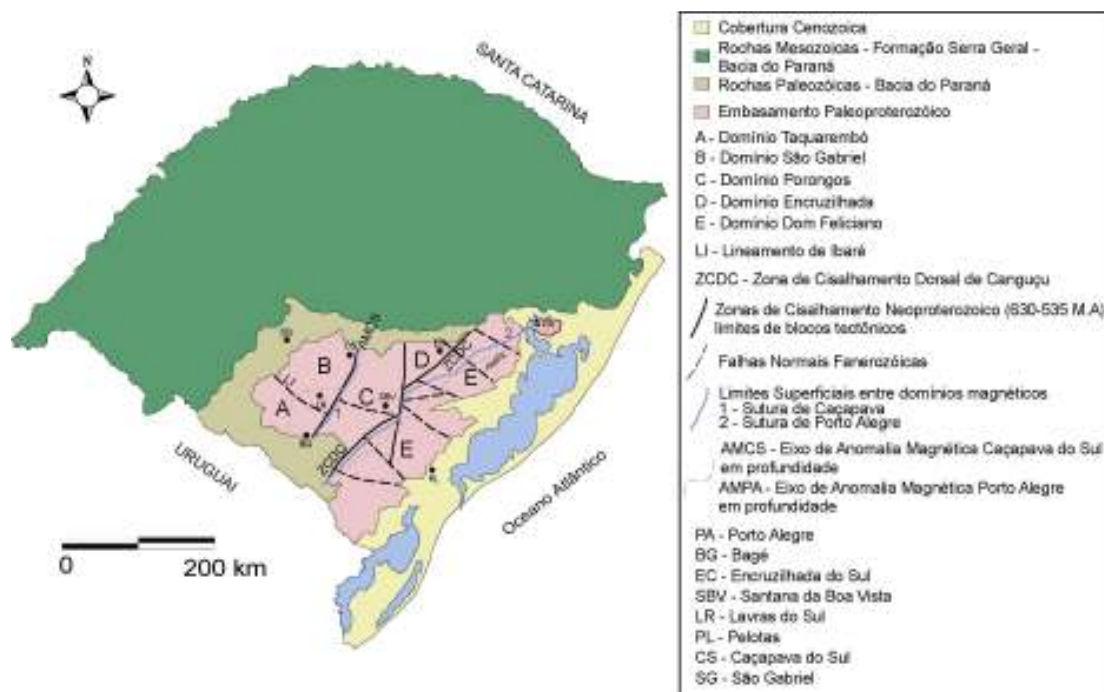 N
SANTA CATARINA
URUGUAI
Oceano Atlântico
A
B
C
D
E
E
LI
ZCDC
AMCS
SBV
1
2
0
200 km
Cobertura Cenozoica
Rochas Mesozoicas - Formação Serra Geral -
Bacia do Paraná
Rochas Paleozóicas - Bacia do Paraná
Embasamento Paleoproterozóico
A - Domínio Taquarembó
B - Domínio São Gabriel
C - Domínio Porongos
D - Domínio Encruzilhada
E - Domínio Dom Feliciano
LI - Lineamento de Ibaré
ZCDC - Zona de Cisalhamento Dorsal de Canguçu
Zonas de Cisalhamento Neoproterozoico (630-535 M.A)
limites de blocos tectônicos
Falhas Normais Fanerozóicas
Limites Superficiais entre domínios magnéticos
1 - Sutura de Caçapava
2 - Sutura de Porto Alegre
AMCS - Eixo de Anomalia Magnética Caçapava do Sul
em profundidade
AMPA - Eixo de Anomalia Magnética Porto Alegre
em profundidade
PA - Porto Alegre
BG - Bagé
EC - Encruzilhada do Sul
SBV - Santana da Boa Vista
LR - Lavras do Sul
PL - Pelotas
CS - Caçapava do Sul
SG - São Gabriel